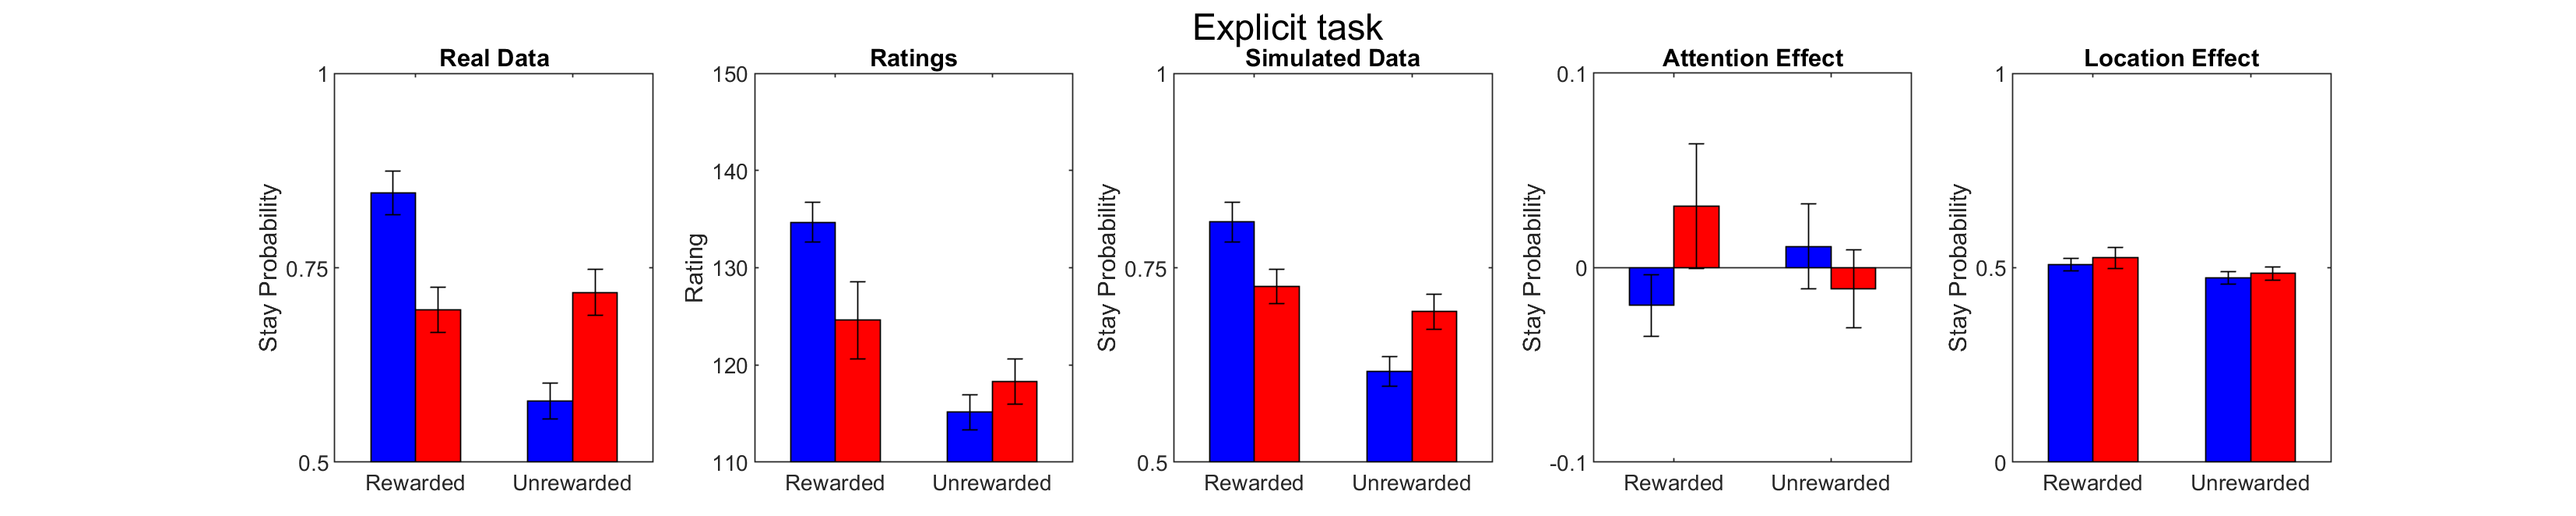 Explicit task
Real Data
Stay Probability
1
0.75
0.5
Rewarded Unrewarded
Ratings
Rating
150
140
130
120
110
Rewarded Unrewarded
Simulated Data
Stay Probability
1
0.75
0.5
Rewarded Unrewarded
Attention Effect
Stay Probability
0.1
0
-0.1
Rewarded Unrewarded
Location Effect
Stay Probability
1
0.5
0
Rewarded Unrewarded